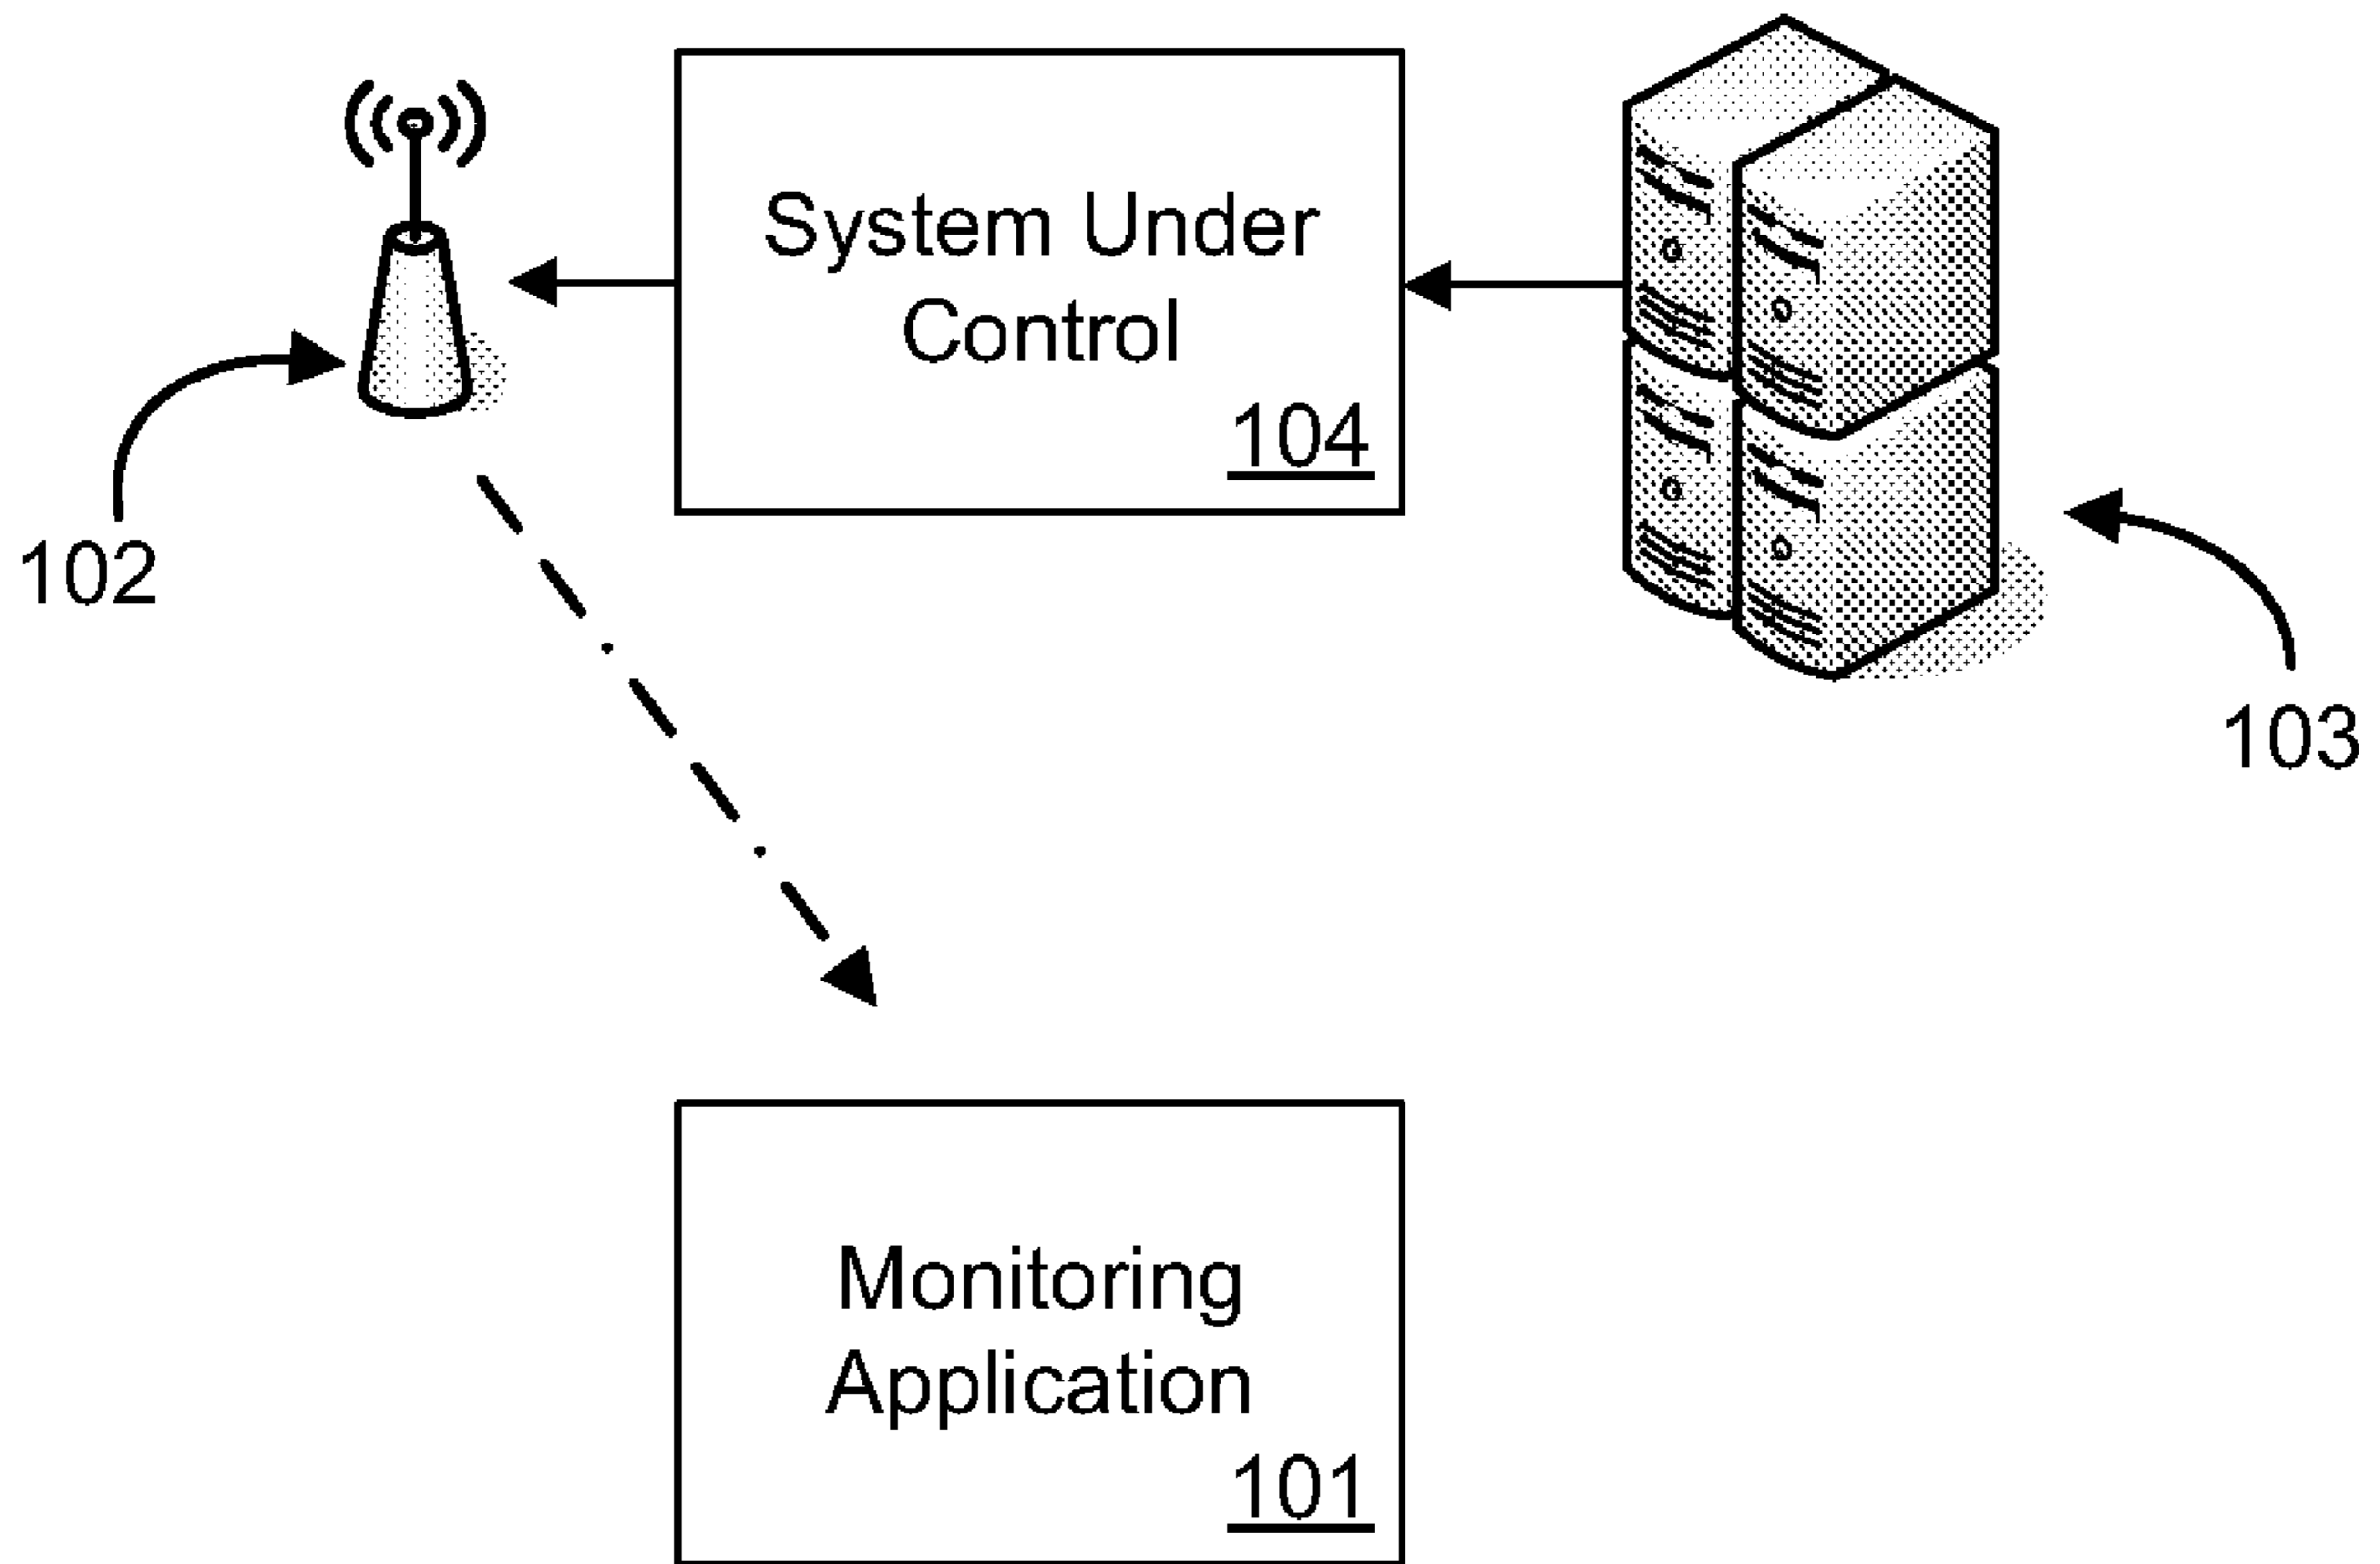 System Under
Control
104
102
103
Monitoring
Application
101